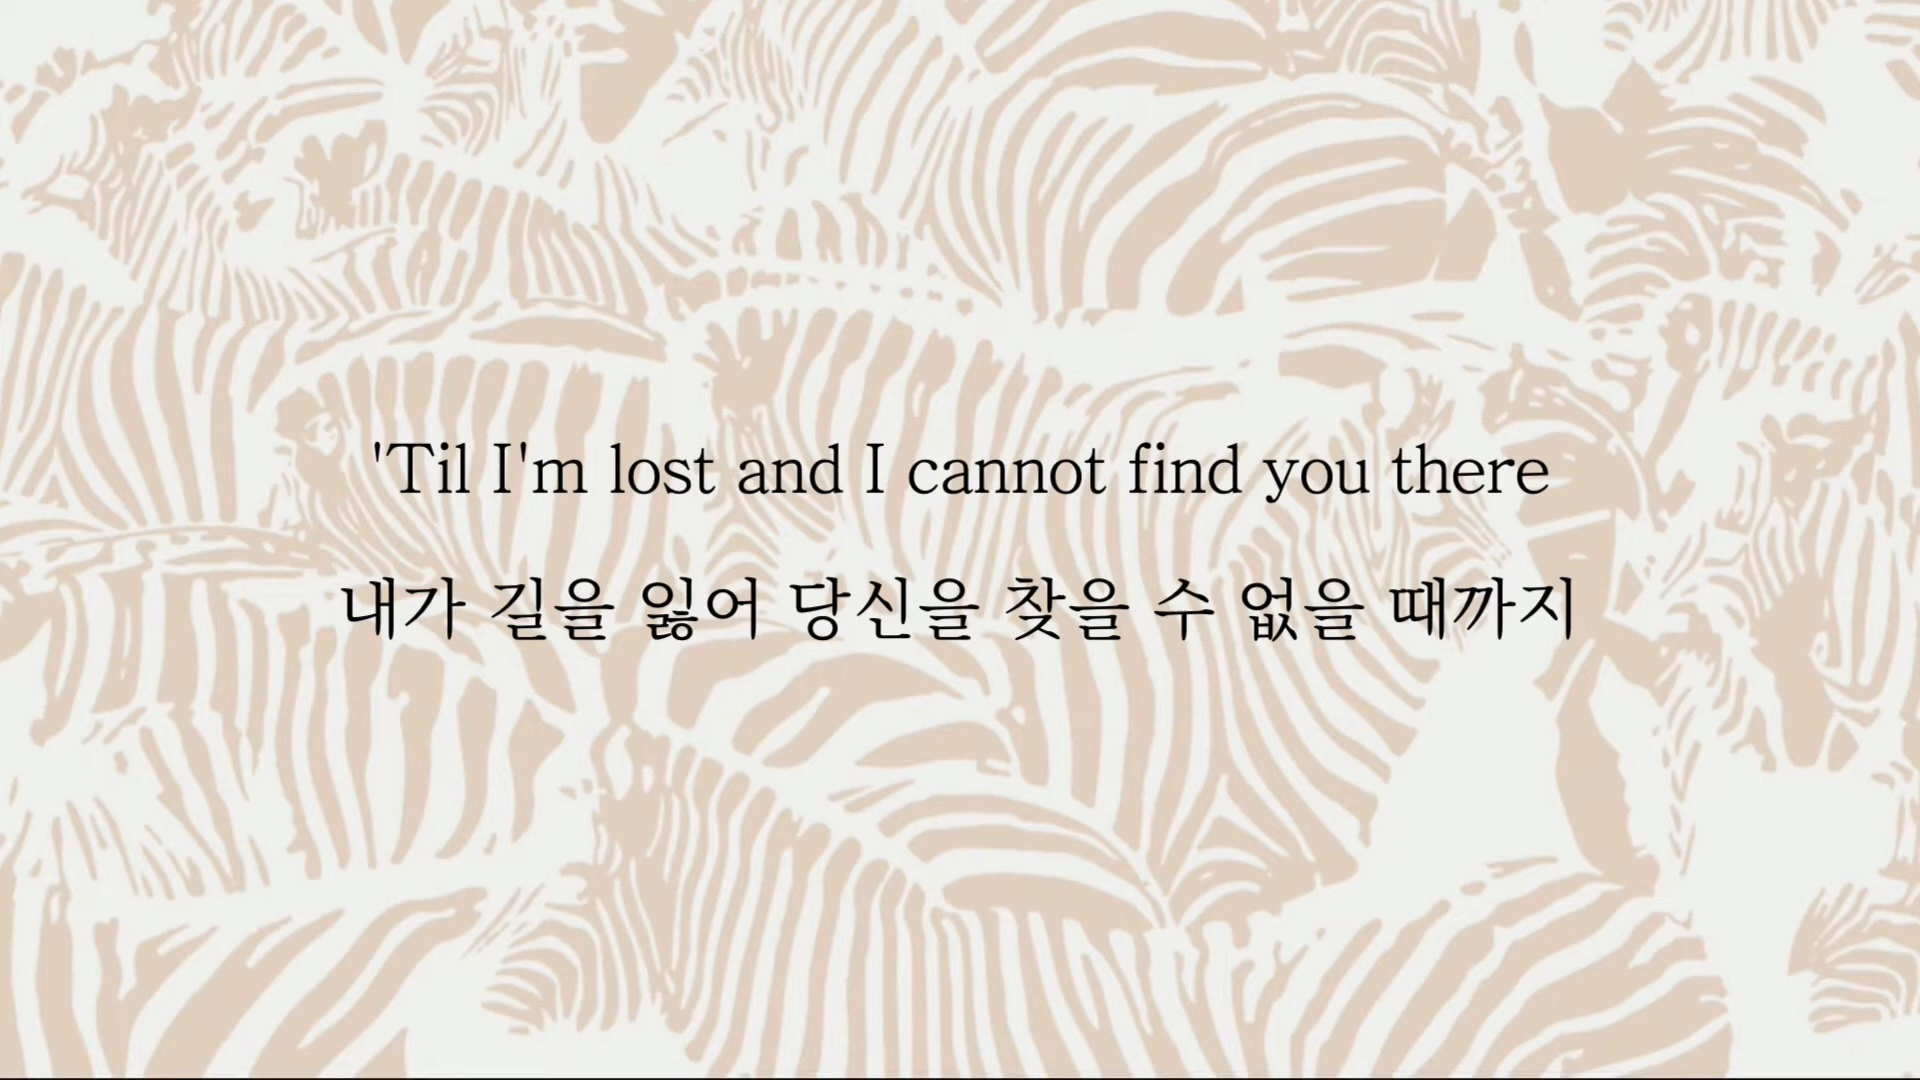 'Til I'm lost and I cannot find you there
내가 길을 잃어 당신을 찾을 수 없을 때까지